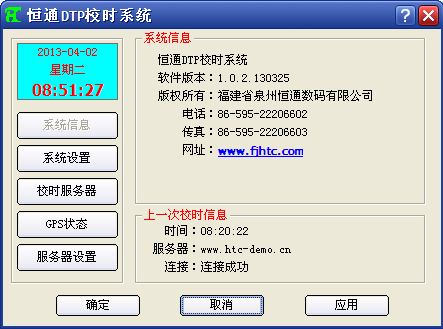 恒通DTP校时系统
2013-04-02
星期二
08:51:27
系统信息
系统设置
校时服务器
GPS状态
服务器设置
系统信息
恒通DTP校时系统
软件版本：1.0.2.130325
版权所有：福建省泉州恒通数码有限公司
电话：86-595-22206602
传真：86-595-22206603
网址：www.fjhtc.com
上一次校时信息
时间：08:20:22
服务器：www.htc-demo.cn
连接：连接成功
确定
取消
应用